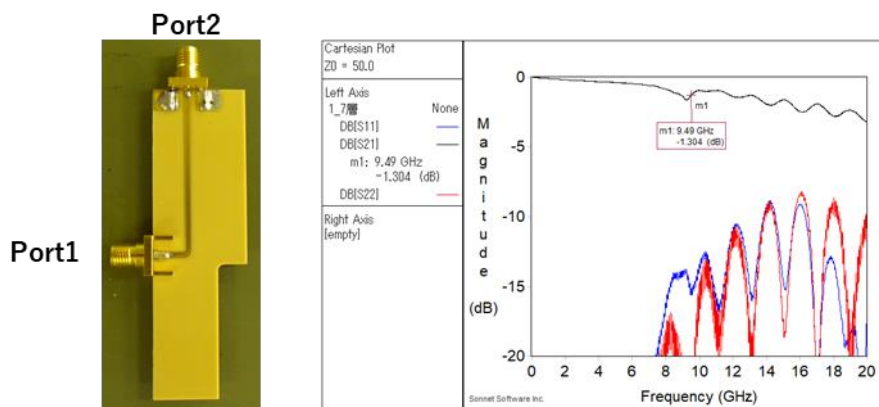 Port2
Port1
Cartesian Plot
Z0 = 50.0
Left Axis
1_7層 None
DB[S11]
DB[S21]
m1: 9.49 GHz
-1.304 (dB)
DB[S22]
Right Axis
[empty]
Sonnet Software Inc.
Magnitude
(dB)
0
-5
-10
-15
-20
m1
m1: 9.49 GHz
-1.304 (dB)
0 2 4 6 8 10 12 14 16 18 20
Frequency (GHz)